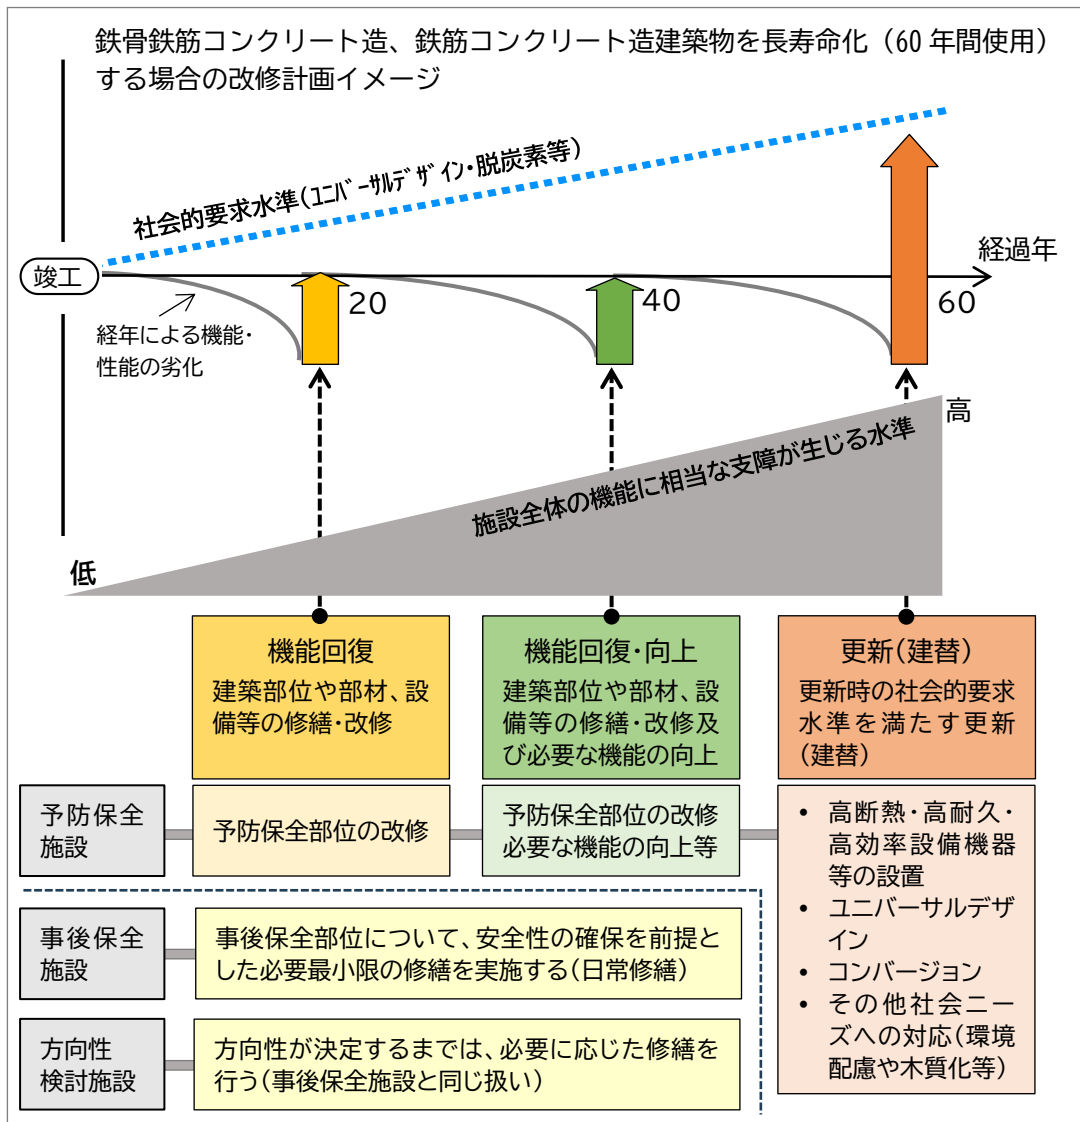 鉄骨鉄筋コンクリート造、鉄筋コンクリート造建築物を長寿命化（60 年間使用）
する場合の改修計画イメージ
社会的要求水準(ﾕﾆﾊﾞｰｻﾙﾃﾞｻﾞｲﾝ・脱炭素等)
経過年
竣工
20
40
60
経年による機能・
性能の劣化
高
施設全体の機能に相当な支障が生じる水準
低
機能回復
建築部位や部材、設
備等の修繕・改修
機能回復・向上
建築部位や部材、設
備等の修繕・改修及
び必要な機能の向上
更新(建替)
更新時の社会的要求
水準を満たす更新
(建替)
予防保全
施設
予防保全部位の改修
予防保全部位の改修
必要な機能の向上等
• 高断熱・高耐久・
高効率設備機器
等の設置
• ユニバーサルデザ
イン
• コンバージョン
• その他社会ニー
ズへの対応(環境
配慮や木質化等)
事後保全
施設
事後保全部位について、安全性の確保を前提と
した必要最小限の修繕を実施する(日常修繕)
方向性
検討施設
方向性が決定するまでは、必要に応じた修繕を
行う(事後保全施設と同じ扱い)